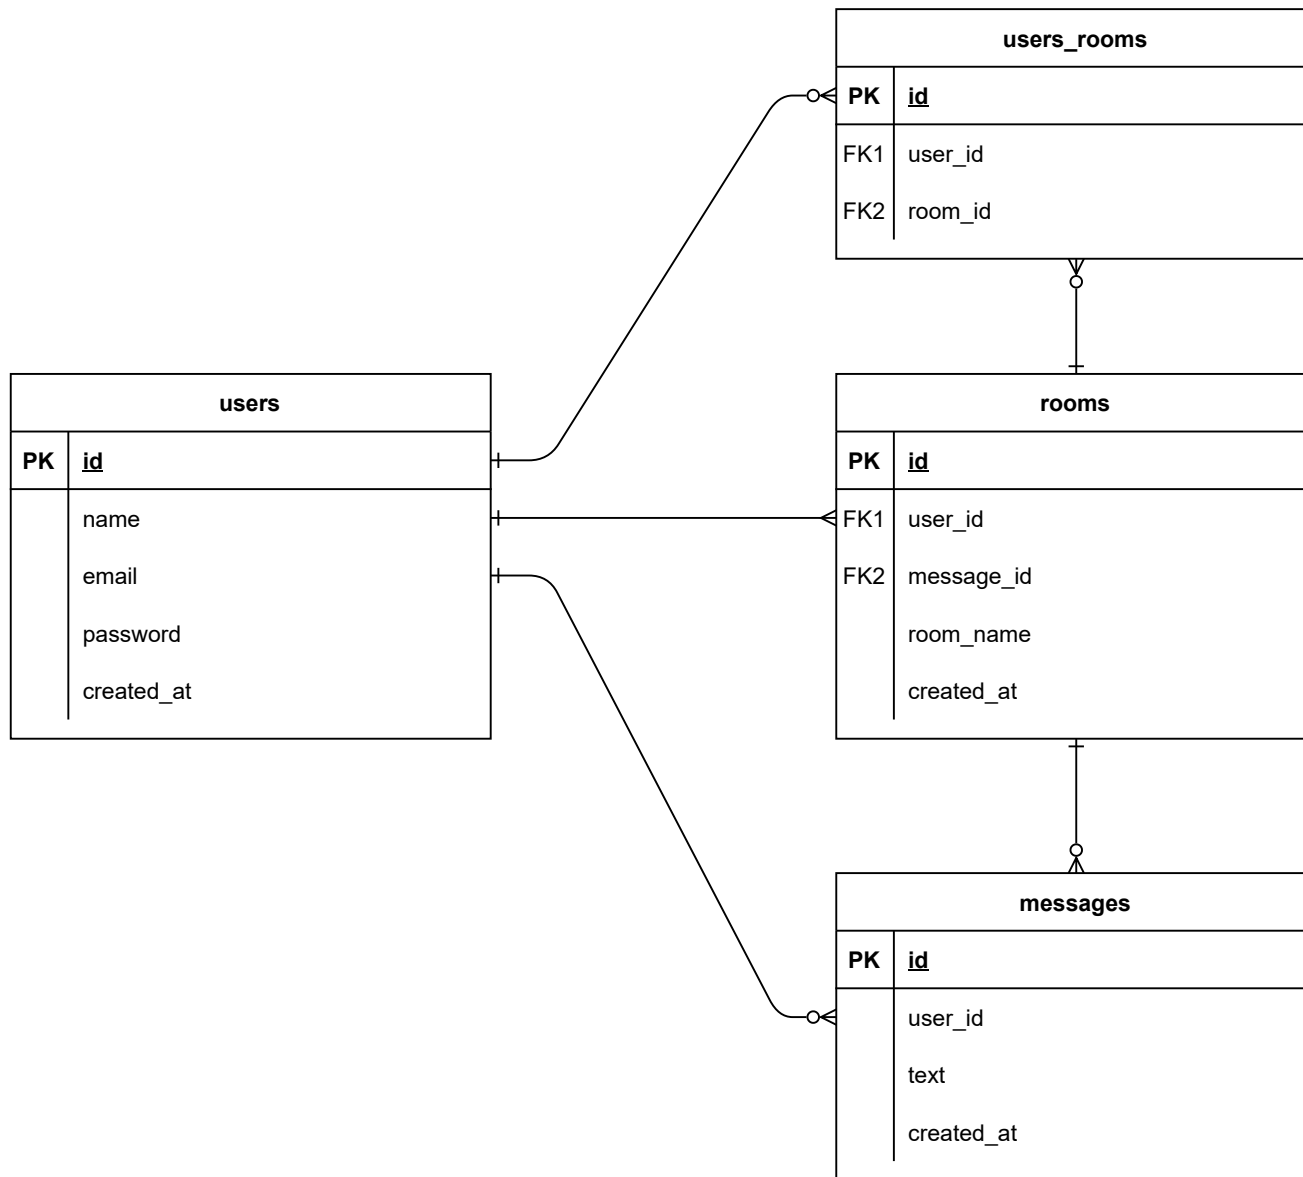 users_rooms
PK id
FK1 user_id
FK2 room_id
users
PK id
name
email
password
created_at
rooms
PK id
FK1 user_id
FK2 message_id
room_name
created_at
messages
PK id
user_id
text
created_at